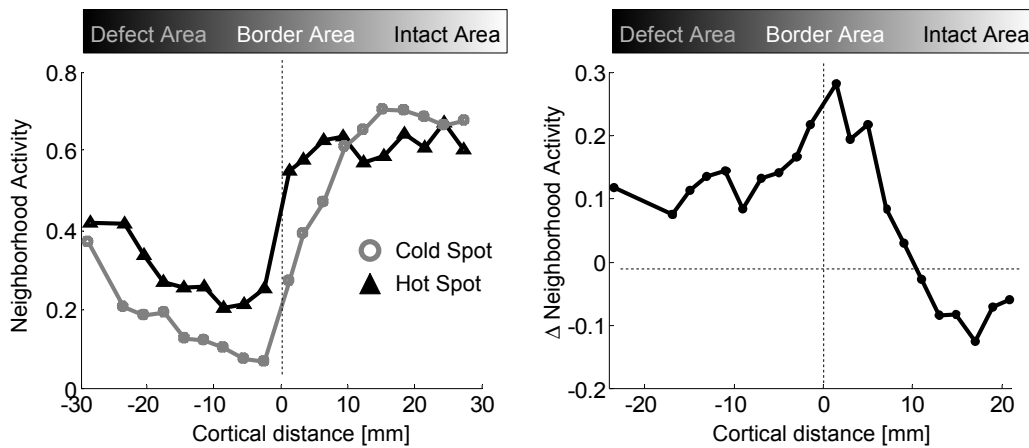 Defect Area Border Area Intact Area
Neighborhood Activity
0.8
0.6
0.4
0.2
0
-30 -20 -10 0 10 20 30
Cortical distance [mm]
Cold Spot
Hot Spot
Defect Area Border Area Intact Area
Δ Neighborhood Activity
0.3
0.2
0.1
0
-0.1
-0.2
-20 -10 0 10 20
Cortical distance [mm]